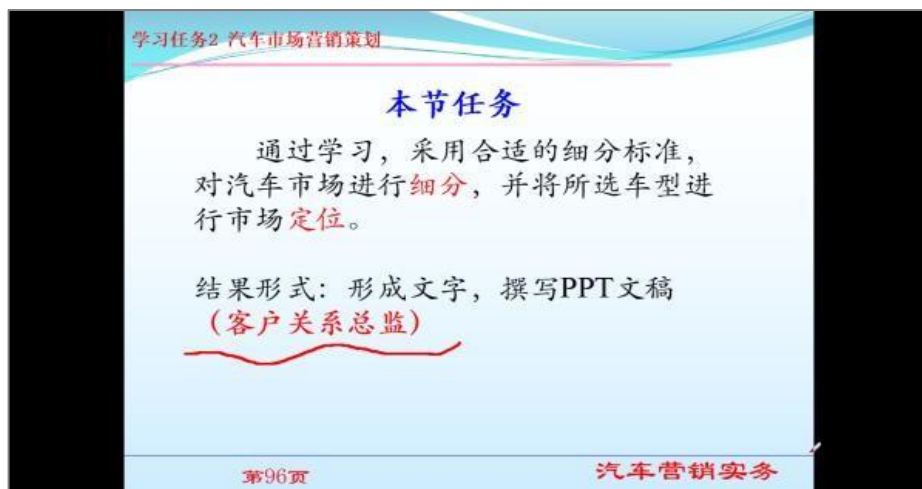 学习任务2 汽车市场营销策划
本节任务
通过学习，采用合适的细分标准，
对汽车市场进行细分，并将所选车型进
行市场定位。
结果形式：形成文字，撰写PPT文稿
（客户关系总监）
第96页
汽车营销实务